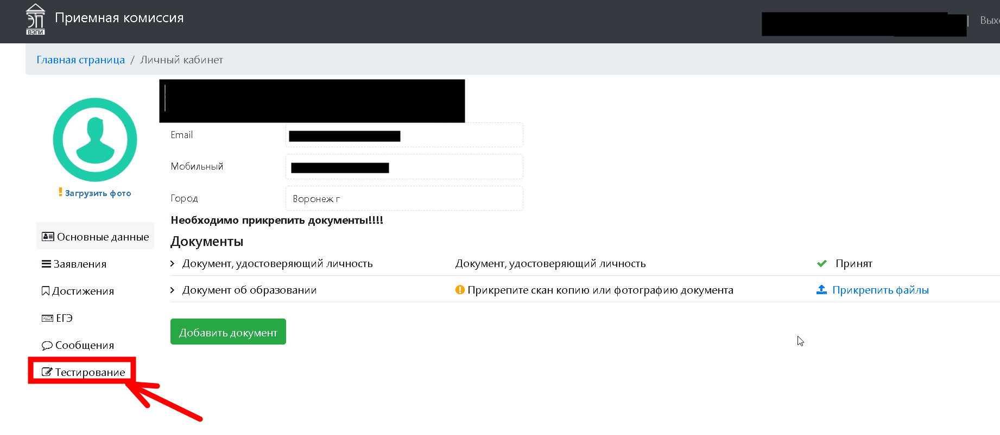 Приемная комиссия
ЭП
ВЭПИ
Главная страница / Личный кабинет
Загрузить фото
Email
Мобильный
Город Воронеж г
Необходимо прикрепить документы!!!!
Документы
Основные данные
Заявления
Достижения
ЕГЭ
Сообщения
Тестирование
Документ, удостоверяющий личность Документ, удостоверяющий личность Принят
Документ об образовании Прикрепите скан копию или фотографию документа Прикрепить файлы
Добавить документ